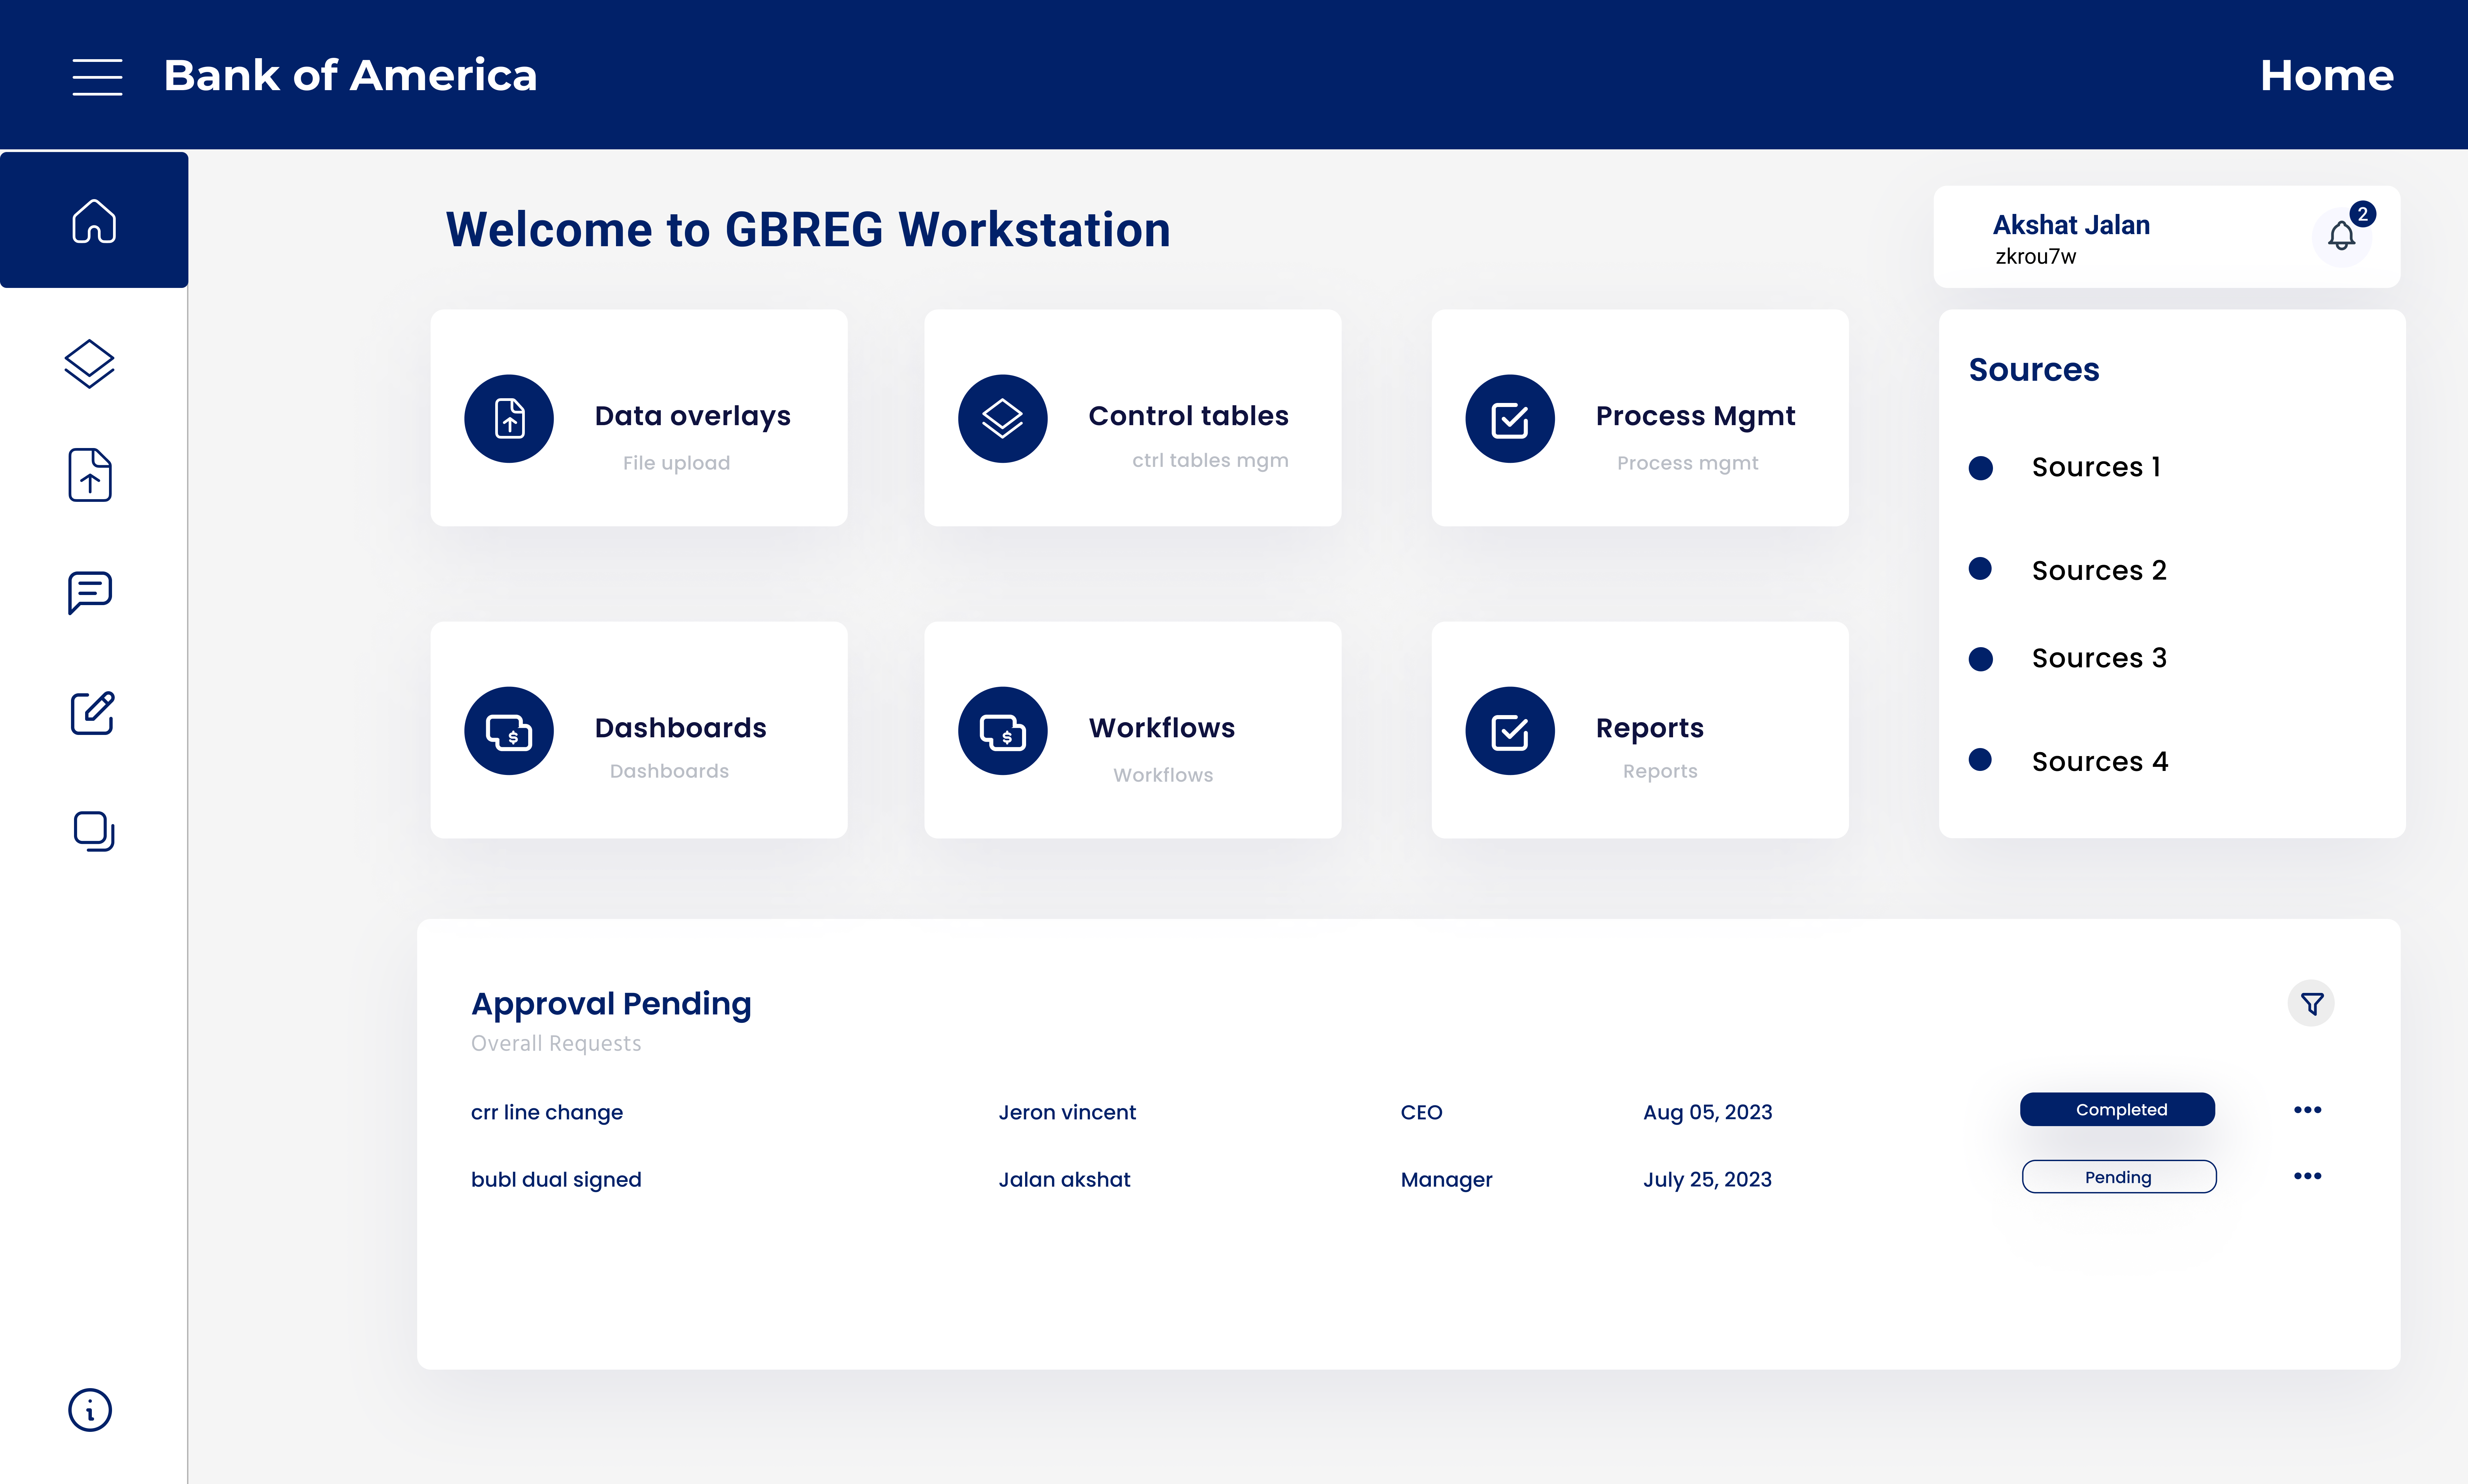 Bank of America
Home
Welcome to GBREG Workstation
Akshat Jalan
zkrou7w
2
Data overlays
File upload
Control tables
ctrl tables mgm
Process Mgmt
Process mgmt
Sources
Sources 1
Sources 2
Sources 3
Sources 4
Dashboards
Dashboards
Workflows
Workflows
Reports
Reports
Approval Pending
Overall Requests
crr line change Jeron vincent CEO Aug 05, 2023 Completed
bubl dual signed Jalan akshat Manager July 25, 2023 Pending